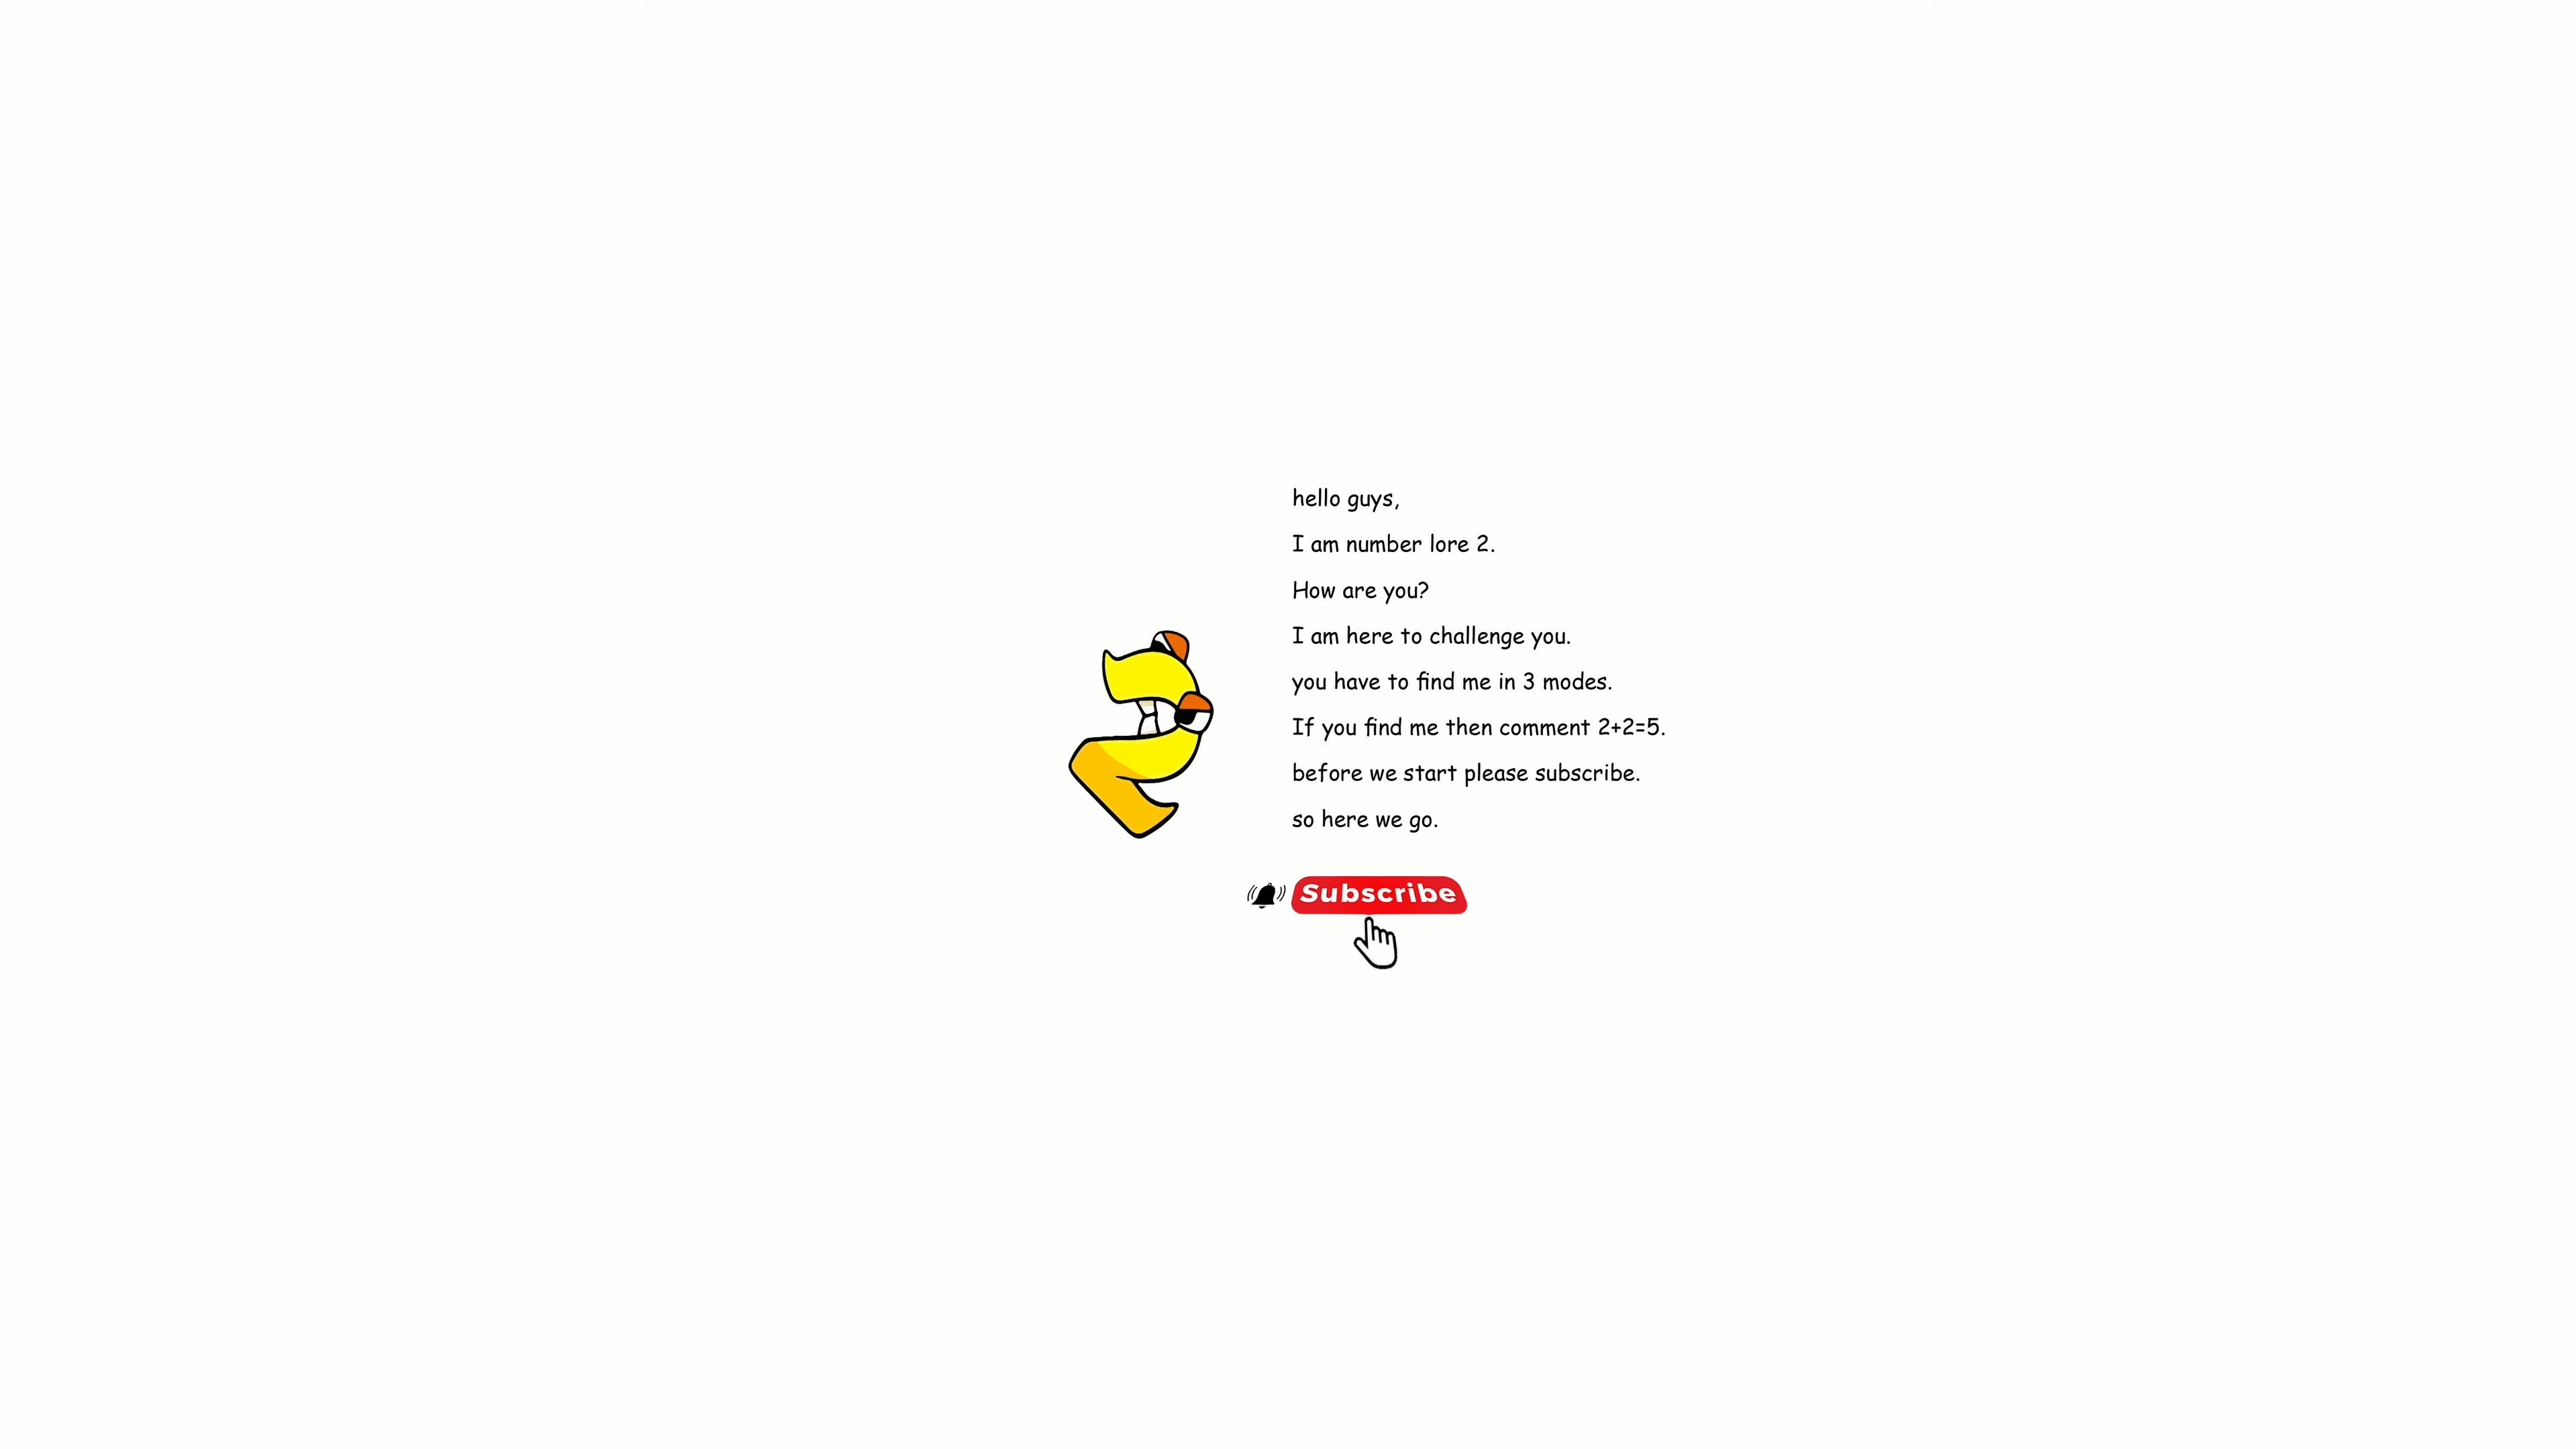 hello guys,
I am number lore 2.
How are you?
I am here to challenge you.
you have to find me in 3 modes.
If you find me then comment 2+2=5.
before we start please subscribe.
so here we go.
Subscribe